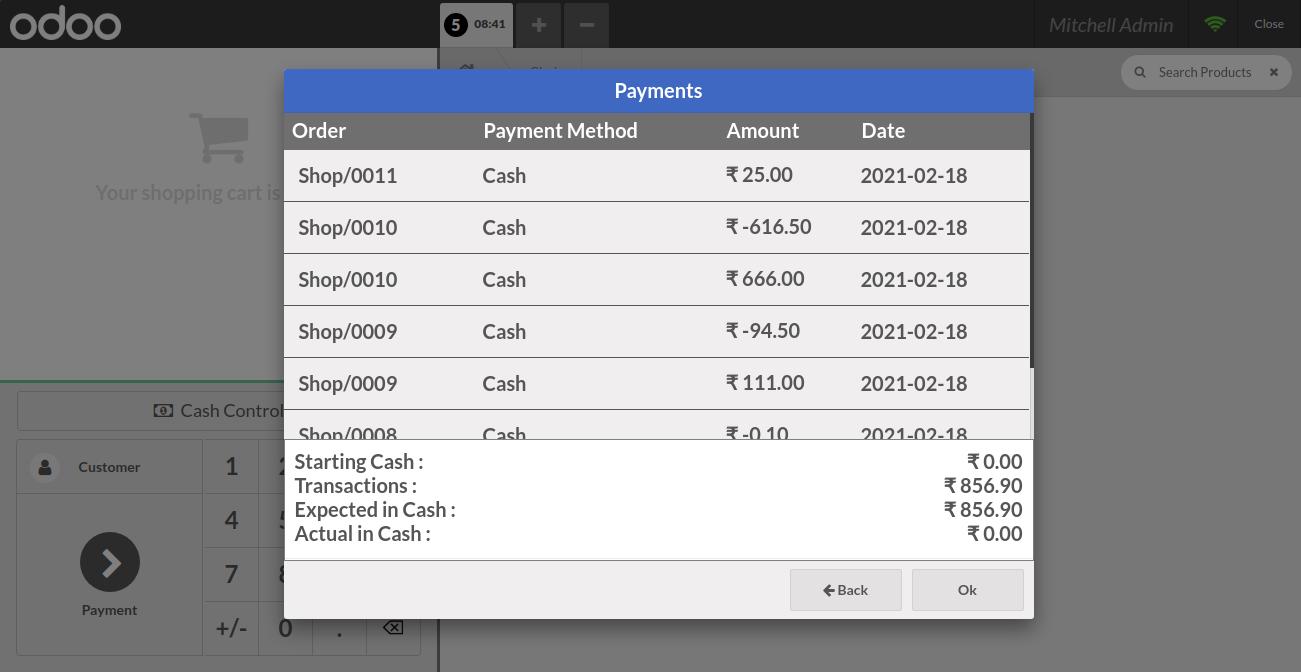 odoo
5 08:41 + −
Mitchell Admin
Close
Search Products ×
Your shopping cart is
Cash Control
Customer
1
4
7
+/- 0 .
Payment
Payments
Order Payment Method Amount Date
Shop/0011 Cash ₹ 25.00 2021-02-18
Shop/0010 Cash ₹ -616.50 2021-02-18
Shop/0010 Cash ₹ 666.00 2021-02-18
Shop/0009 Cash ₹ -94.50 2021-02-18
Shop/0009 Cash ₹ 111.00 2021-02-18
Shop/0008 Cash ₹ -0.10 2021-02-18
Starting Cash : ₹ 0.00
Transactions : ₹ 856.90
Expected in Cash : ₹ 856.90
Actual in Cash : ₹ 0.00
Back Ok